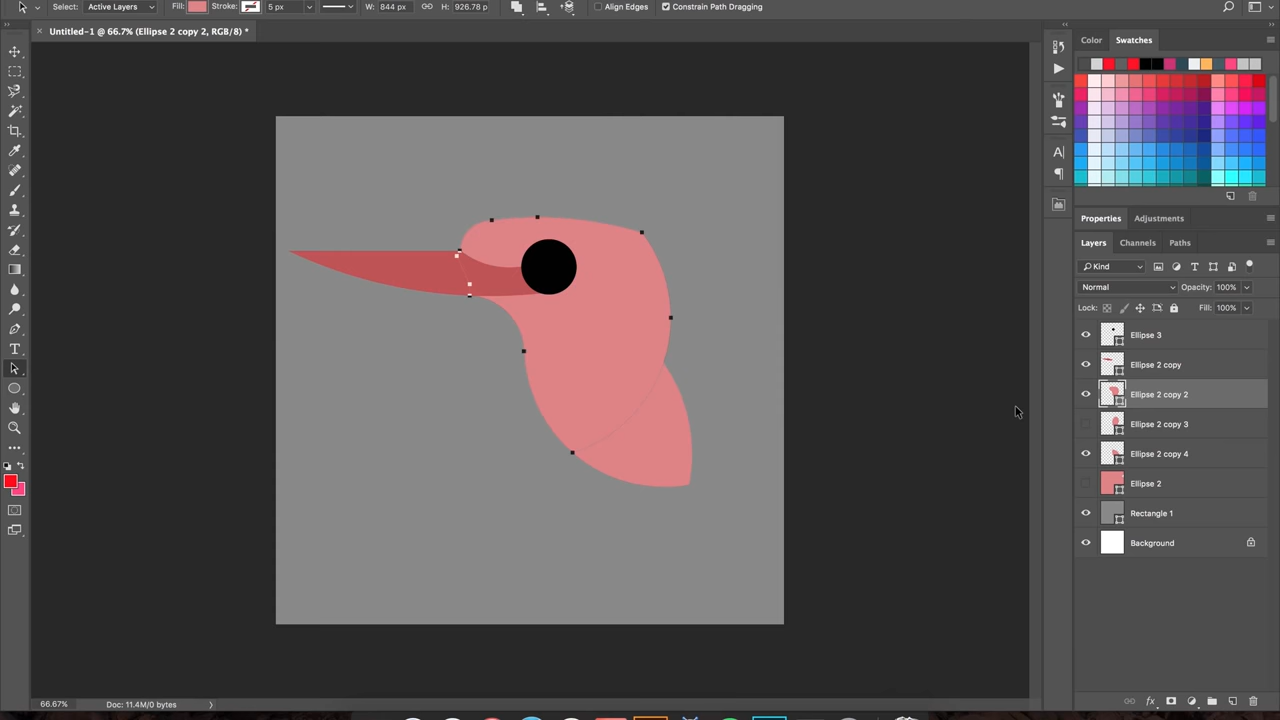 Select: Active Layers Fill: Stroke: 5 px W: 844 px H: 926.78 p Align Edges Constrain Path Dragging
Untitled-1 @ 66.7% (Ellipse 2 copy 2, RGB/8) *
Color Swatches
Properties Adjustments
Layers Channels Paths
Kind
Normal Opacity: 100%
Lock: Fill: 100%
Ellipse 3
Ellipse 2 copy
Ellipse 2 copy 2
Ellipse 2 copy 3
Ellipse 2 copy 4
Ellipse 2
Rectangle 1
Background
66.67% Doc: 11.4M/0 bytes